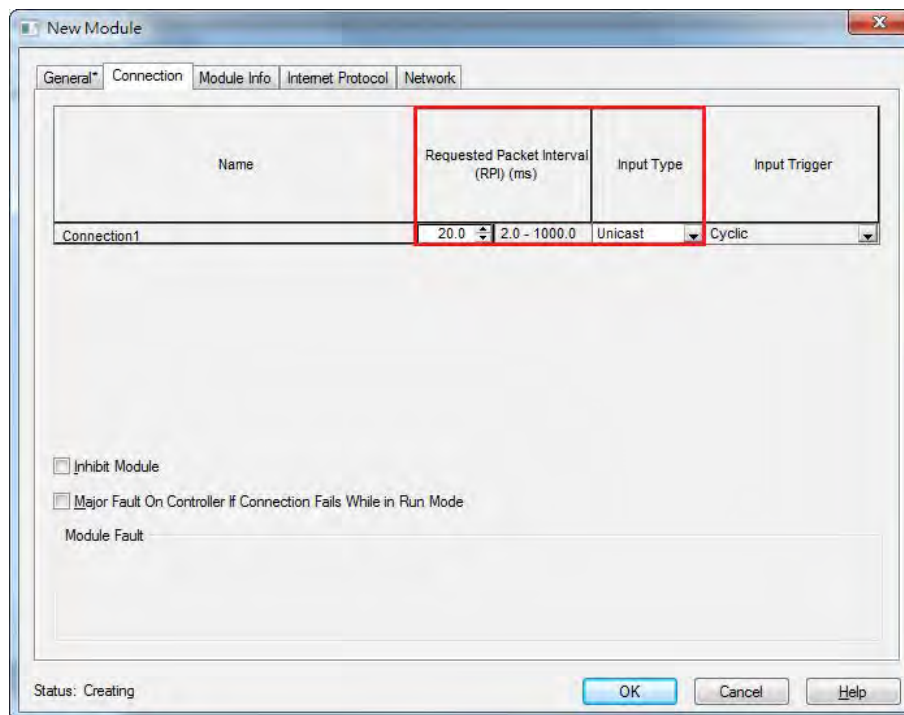 New Module
General* Connection Module Info Internet Protocol Network
Name
Requested Packet Interval
(RPI) (ms)
Input Type
Input Trigger
Connection1 20.0 2.0 - 1000.0 Unicast Cyclic
Inhibit Module
Major Fault On Controller If Connection Fails While in Run Mode
Module Fault
Status: Creating OK Cancel Help